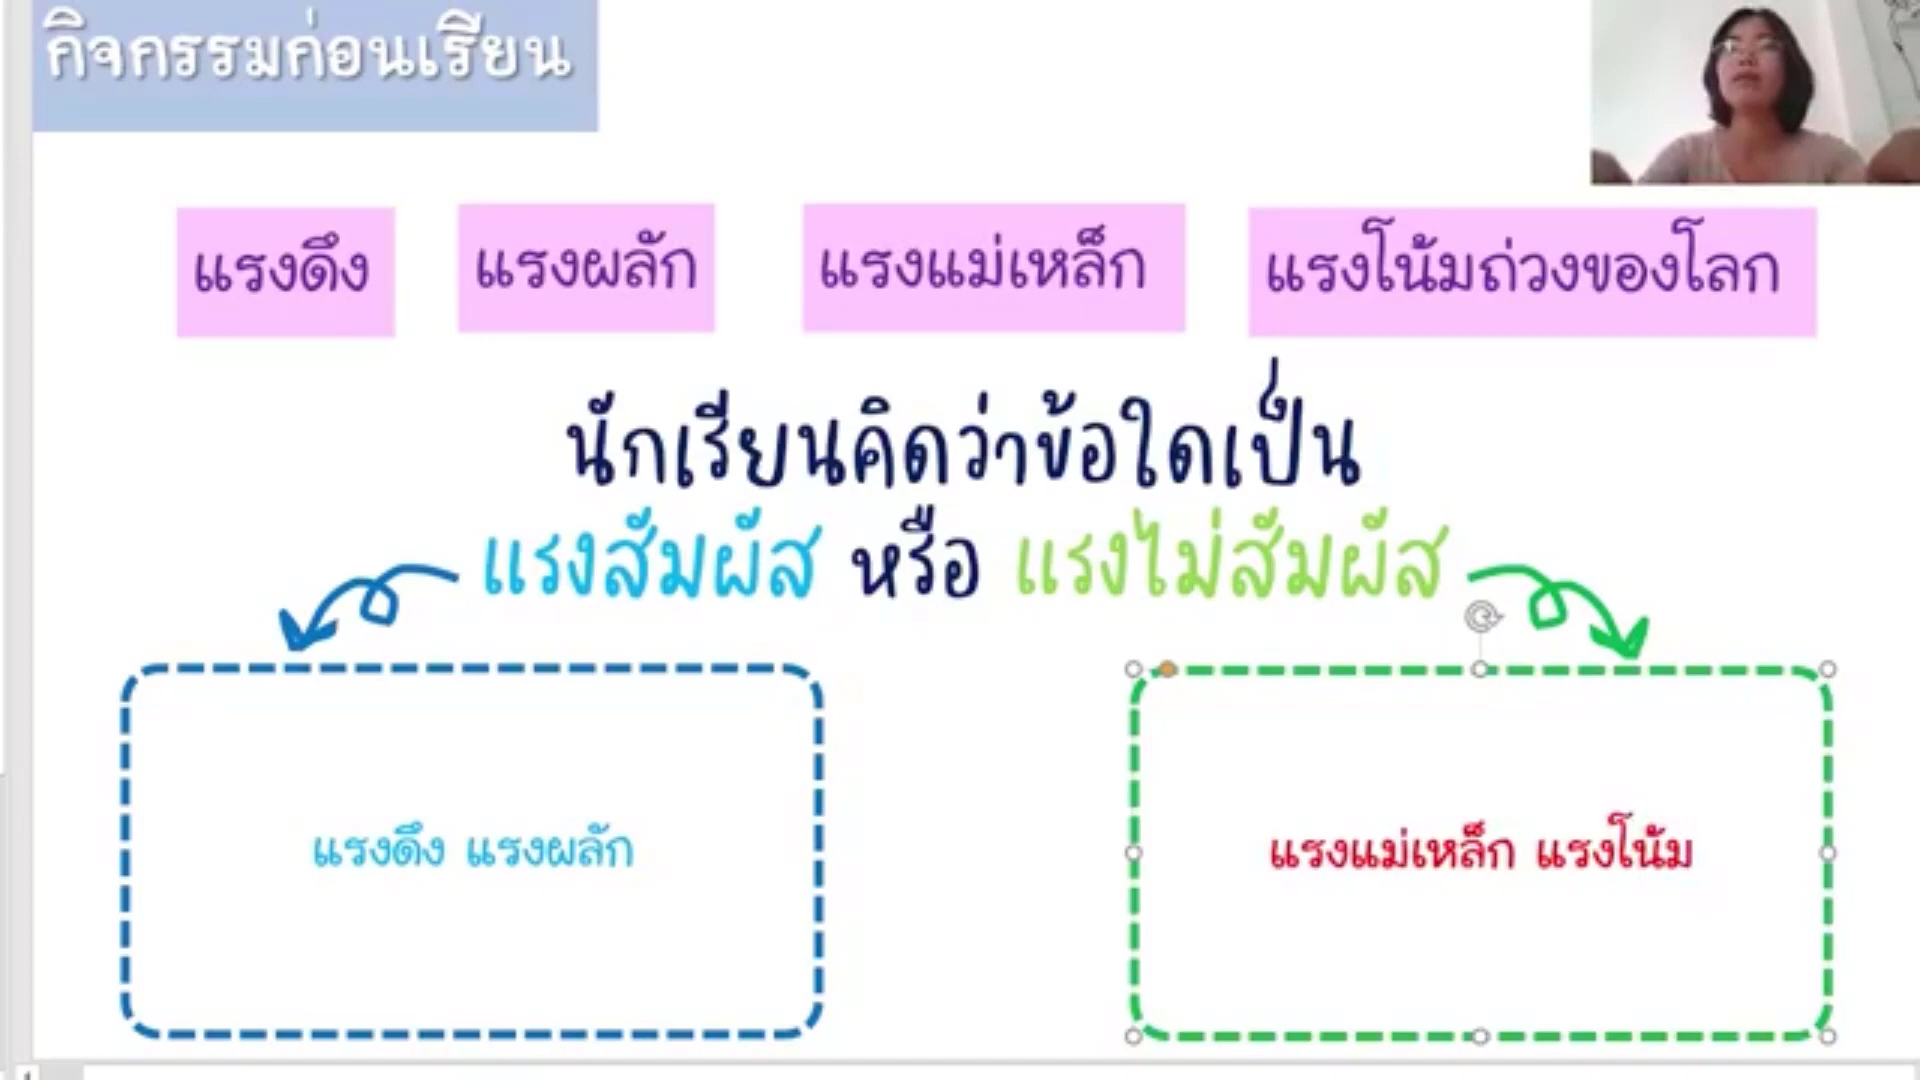 กิจกรรมก่อนเรียน
แรงดึง แรงผลัก แรงแม่เหล็ก แรงโน้มถ่วงของโลก
นักเรียนคิดว่าข้อใดเป็น
แรงสัมผัส หรือ แรงไม่สัมผัส
แรงดึง แรงผลัก
แรงแม่เหล็ก แรงโน้ม